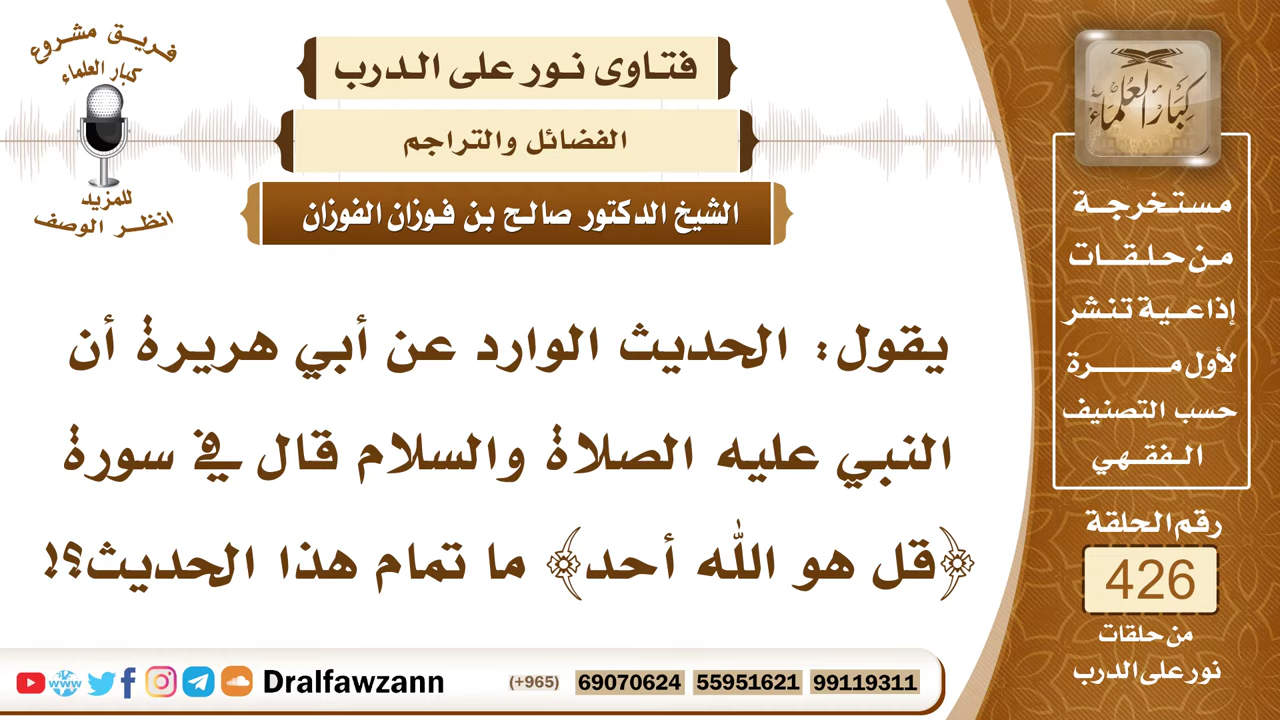 فريق مشروع
كبار العلماء
للمزيد
انظر الوصف
فتاوى نور على الدرب
الفضائل والتراجم
الشيخ الدكتور صالح بن فوزان الفوزان
يقول: الحديث الوارد عن أبي هريرة أن
النبي عليه الصلاة والسلام قال في سورة
﴿قل هو الله أحد﴾ ما تمام هذا الحديث؟!
كبار العلماء
مستخرجة
من حلقات
إذاعية تنشر
لأول مرة
حسب التصنيف
الفقهي
رقم الحلقة
426
من حلقات
نور على الدرب
www Dralfawzann (+965) 69070624 55951621 99119311